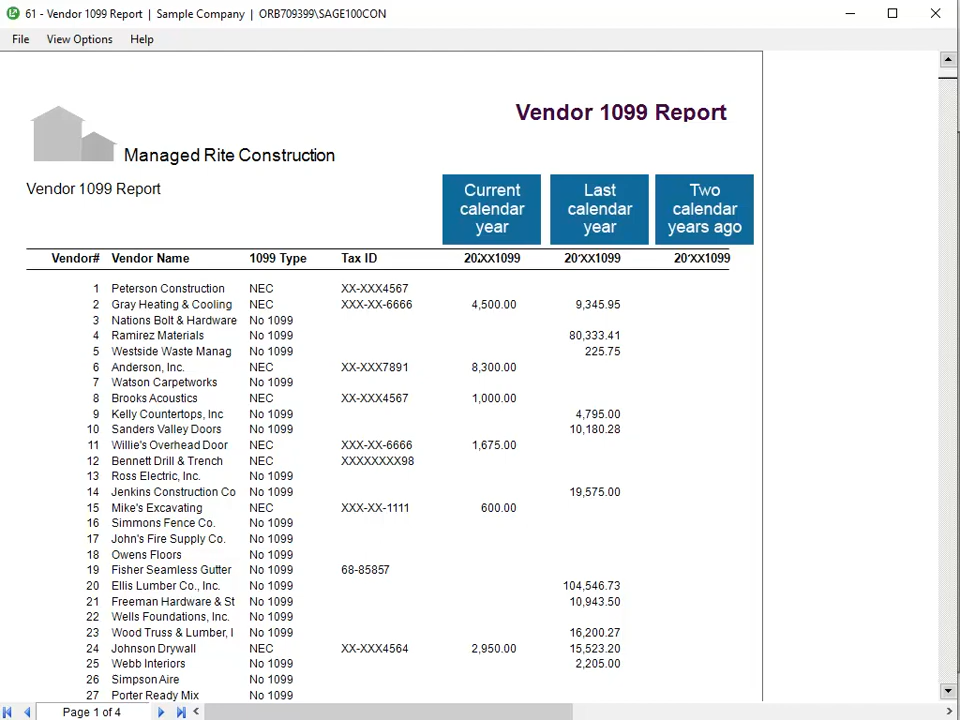 61 - Vendor 1099 Report | Sample Company | ORB709399\SAGE100CON
File View Options Help
Vendor 1099 Report
Managed Rite Construction
Vendor 1099 Report
Current calendar year
Last calendar year
Two calendar years ago
Vendor# Vendor Name 1099 Type Tax ID 20XX1099 20XX1099 20XX1099
1 Peterson Construction NEC XX-XXX4567
2 Gray Heating & Cooling NEC XXX-XX-6666 4,500.00 9,345.95
3 Nations Bolt & Hardware No 1099
4 Ramirez Materials No 1099 80,333.41
5 Westside Waste Manag No 1099 225.75
6 Anderson, Inc. NEC XX-XXX7891 8,300.00
7 Watson Carpetworks No 1099
8 Brooks Acoustics NEC XX-XXX4567 1,000.00
9 Kelly Countertops, Inc No 1099 4,795.00
10 Sanders Valley Doors No 1099 10,180.28
11 Willie's Overhead Door NEC XXX-XX-6666 1,675.00
12 Bennett Drill & Trench NEC XXXXXXXX98
13 Ross Electric, Inc. No 1099
14 Jenkins Construction Co No 1099 19,575.00
15 Mike's Excavating NEC XXX-XX-1111 600.00
16 Simmons Fence Co. No 1099
17 John's Fire Supply Co. No 1099
18 Owens Floors No 1099
19 Fisher Seamless Gutter No 1099 68-85857
20 Ellis Lumber Co., Inc. No 1099 104,546.73
21 Freeman Hardware & St No 1099 10,943.50
22 Wells Foundations, Inc. No 1099
23 Wood Truss & Lumber, I No 1099 16,200.27
24 Johnson Drywall NEC XX-XXX4564 2,950.00 15,523.20
25 Webb Interiors No 1099 2,205.00
26 Simpson Aire No 1099
27 Porter Ready Mix No 1099
Page 1 of 4